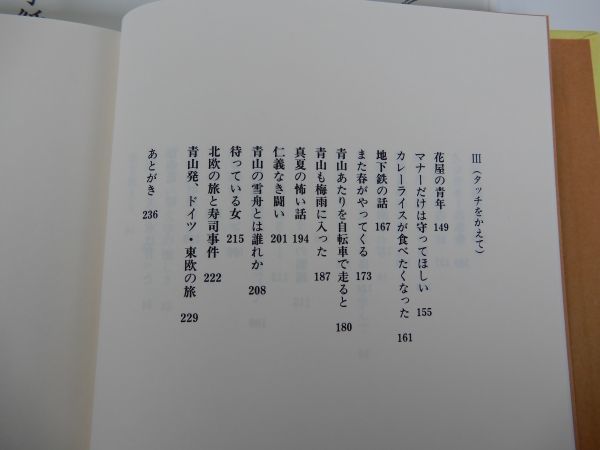 III（タッチをかえて）
花屋の青年 149
マナーだけは守ってほしい 155
カレーライスが食べたくなった 161
地下鉄の話 167
また春がやってくる 173
青山あたりを自転車で走ると 180
青山も梅雨に入った 187
真夏の怖い話 194
仁義なき闘い 201
青山の雪舟とは誰れか 208
待っている女 215
北欧の旅と寿司事件 222
青山発、ドイツ・東欧の旅 229
あとがき 236